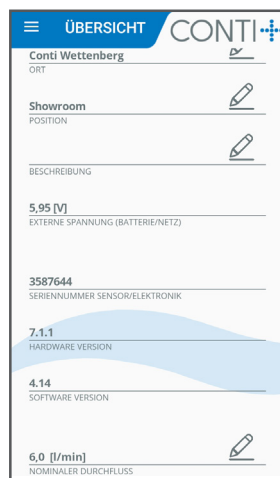 ÜBERSICHT
CONTI+
Conti Wettenberg
ORT
Showroom
POSITION
BESCHREIBUNG
5,95 [V]
EXTERNE SPANNUNG (BATTERIE/NETZ)
3587644
SERIENNUMMER SENSOR/ELEKTRONIK
7.1.1
HARDWARE VERSION
4.14
SOFTWARE VERSION
6,0 [l/min]
NOMINALER DURCHFLUSS